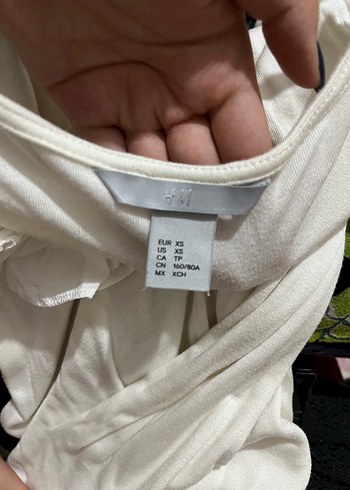 H&M
EUR XS
US XS
CA TP
CN 160/80A
MX XCH